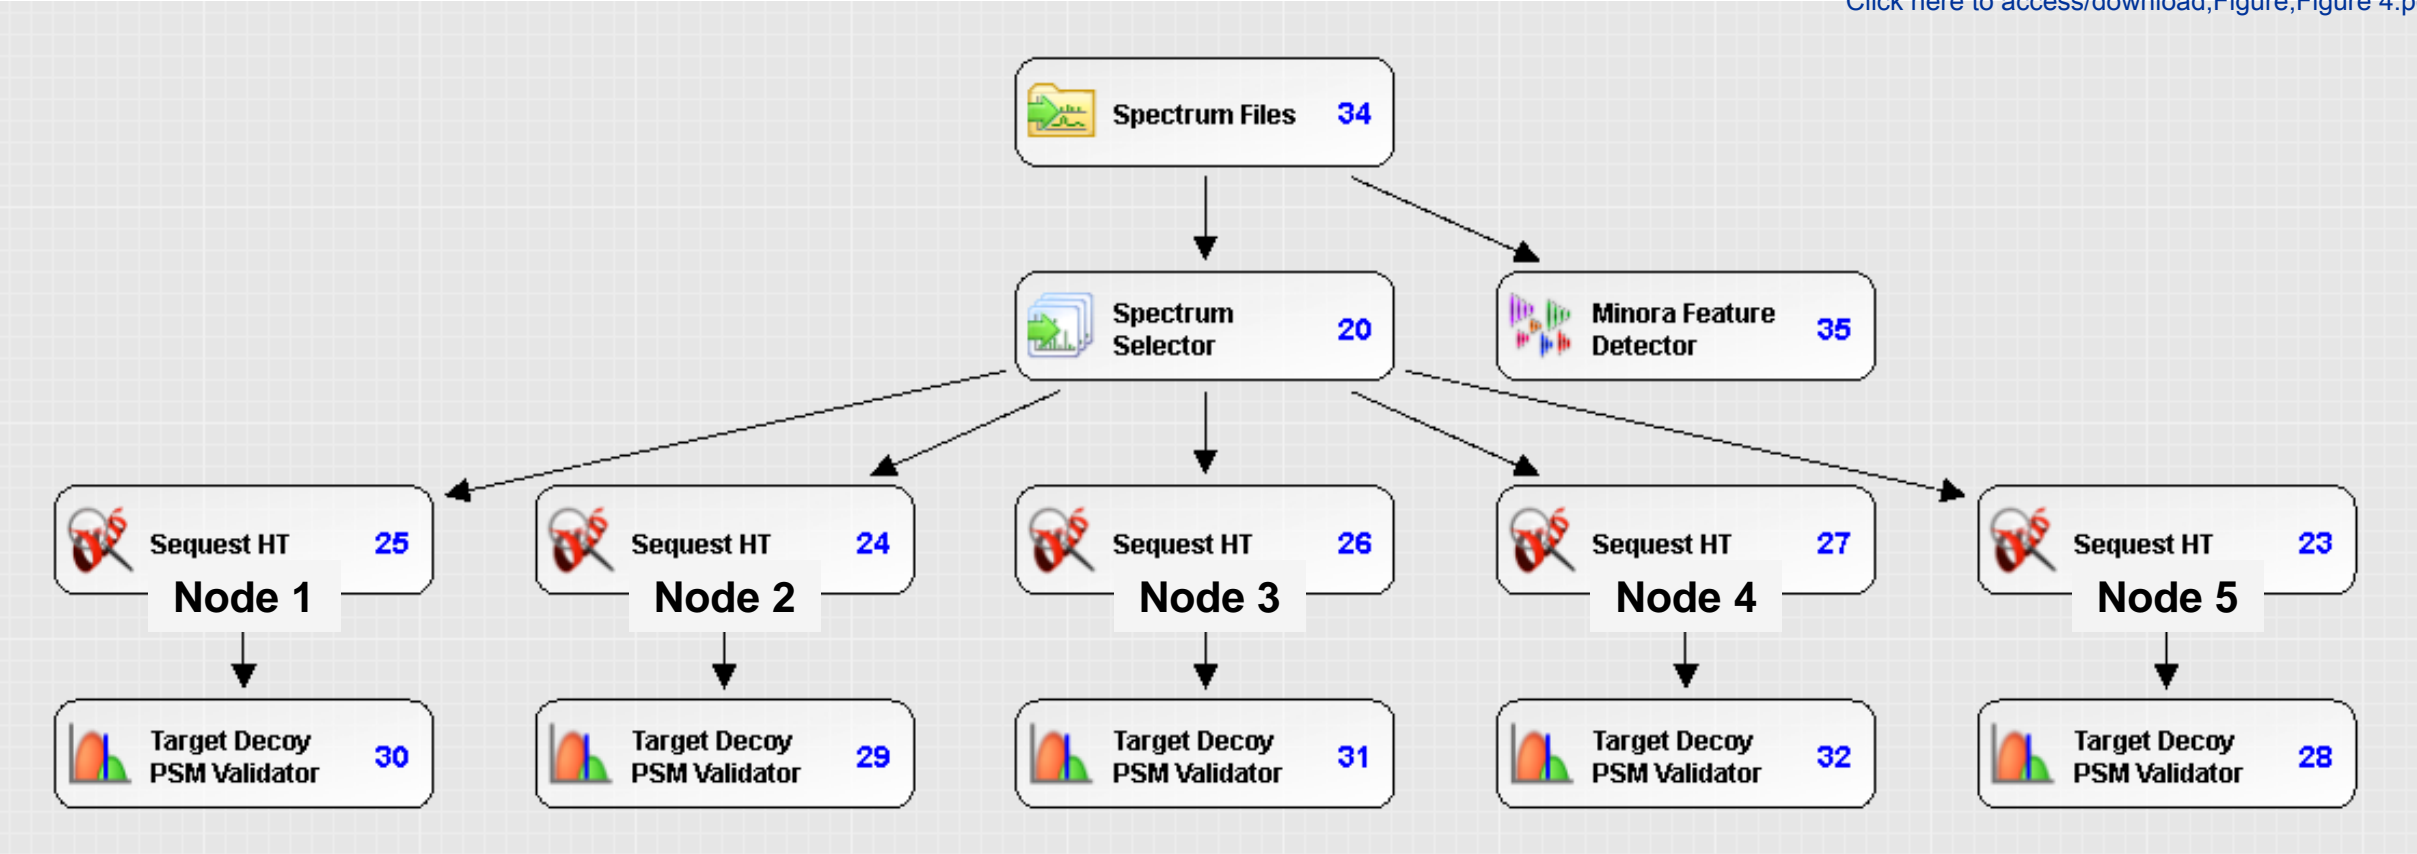 Click here to access/download;Figure;Figure 4.p
Spectrum Files 34
Spectrum
Selector 20
Minora Feature
Detector 35
Sequest HT 25
Node 1
Sequest HT 24
Node 2
Sequest HT 26
Node 3
Sequest HT 27
Node 4
Sequest HT 23
Node 5
Target Decoy
PSM Validator 30
Target Decoy
PSM Validator 29
Target Decoy
PSM Validator 31
Target Decoy
PSM Validator 32
Target Decoy
PSM Validator 28